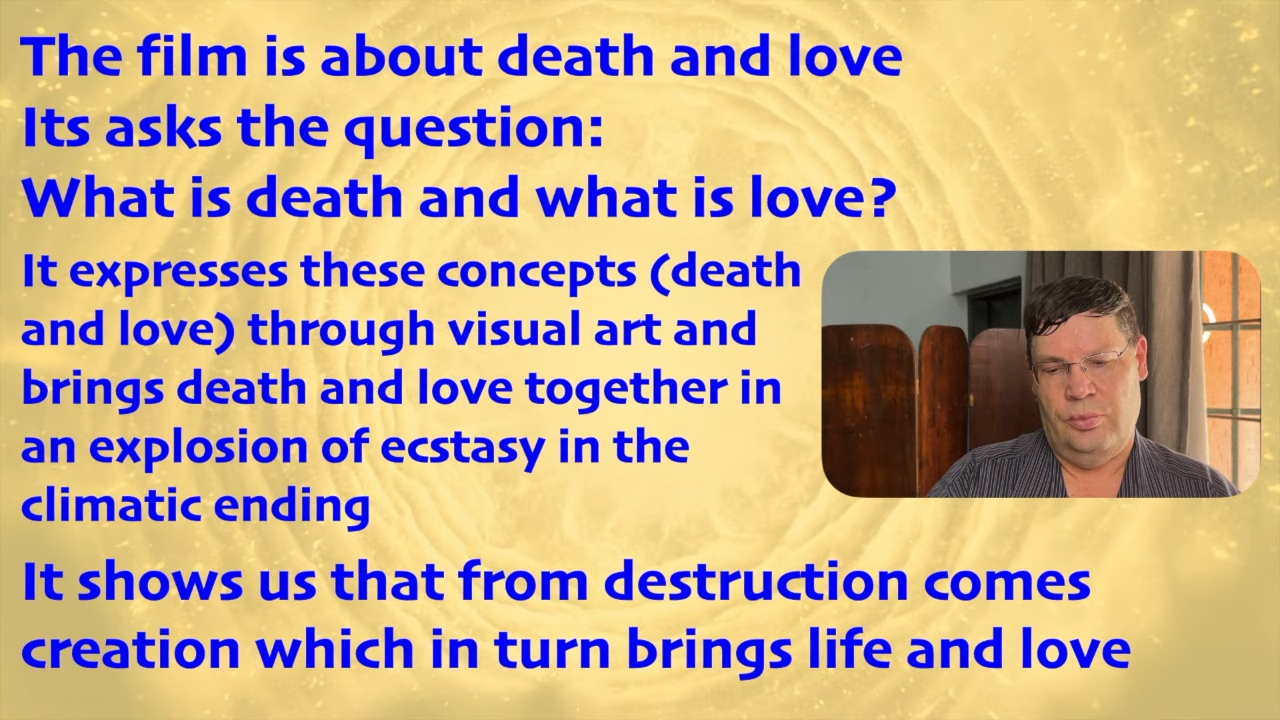 The film is about death and love
Its asks the question:
What is death and what is love?
It expresses these concepts (death
and love) through visual art and
brings death and love together in
an explosion of ecstasy in the
climatic ending
It shows us that from destruction comes
creation which in turn brings life and love